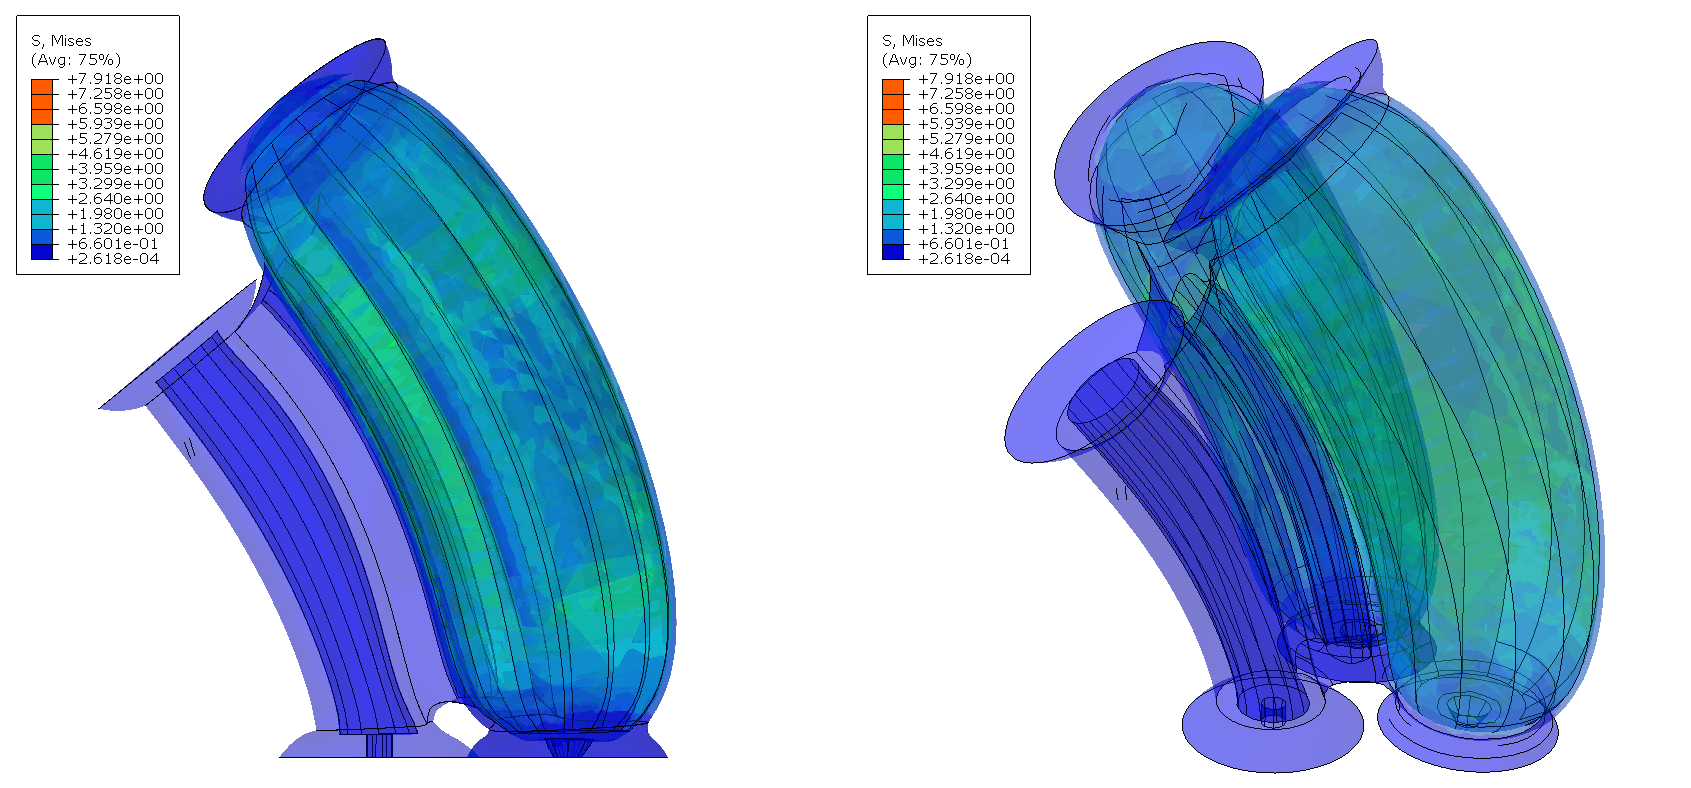 S, Mises
(Avg: 75%)
+7.918e+00
+7.258e+00
+6.598e+00
+5.939e+00
+5.279e+00
+4.619e+00
+3.959e+00
+3.299e+00
+2.640e+00
+1.980e+00
+1.320e+00
+6.601e-01
+2.618e-04
S, Mises
(Avg: 75%)
+7.918e+00
+7.258e+00
+6.598e+00
+5.939e+00
+5.279e+00
+4.619e+00
+3.959e+00
+3.299e+00
+2.640e+00
+1.980e+00
+1.320e+00
+6.601e-01
+2.618e-04